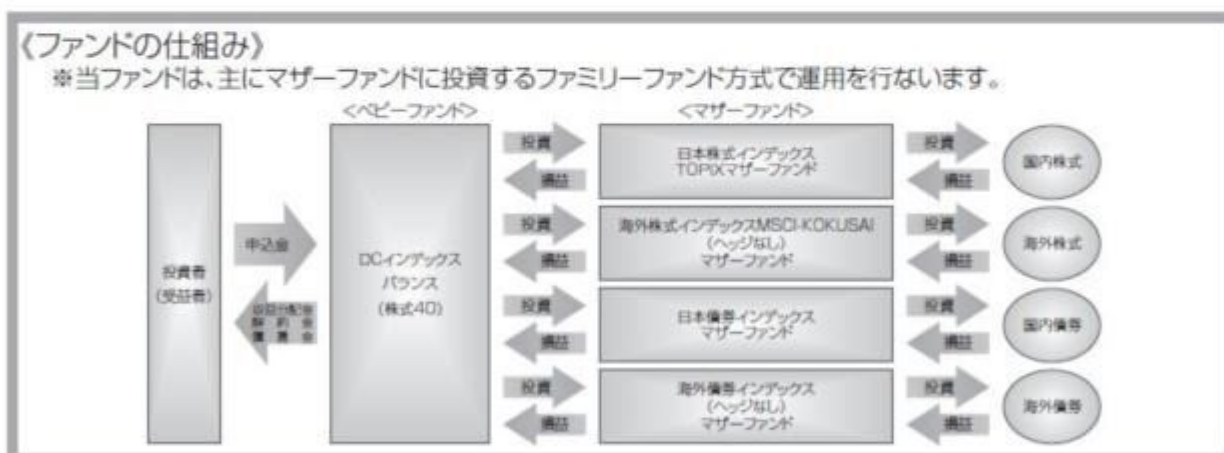 《ファンドの仕組み》
※当ファンドは、主にマザーファンドに投資するファミリーファンド方式で運用を行ないます。
<ベビーファンド>
<マザーファンド>
投資者
(受益者)
申込金
収益分配金
解約金
償還金
DCインデックス
バランス
(株式40)
投資
損益
日本株式インデックス
TOPIXマザーファンド
投資
損益
国内株式
投資
損益
海外株式インデックスMSCI-KOKUSAI
(ヘッジなし)
マザーファンド
投資
損益
海外株式
投資
損益
日本債券インデックス
マザーファンド
投資
損益
国内債券
投資
損益
海外債券インデックス
(ヘッジなし)
マザーファンド
投資
損益
海外債券